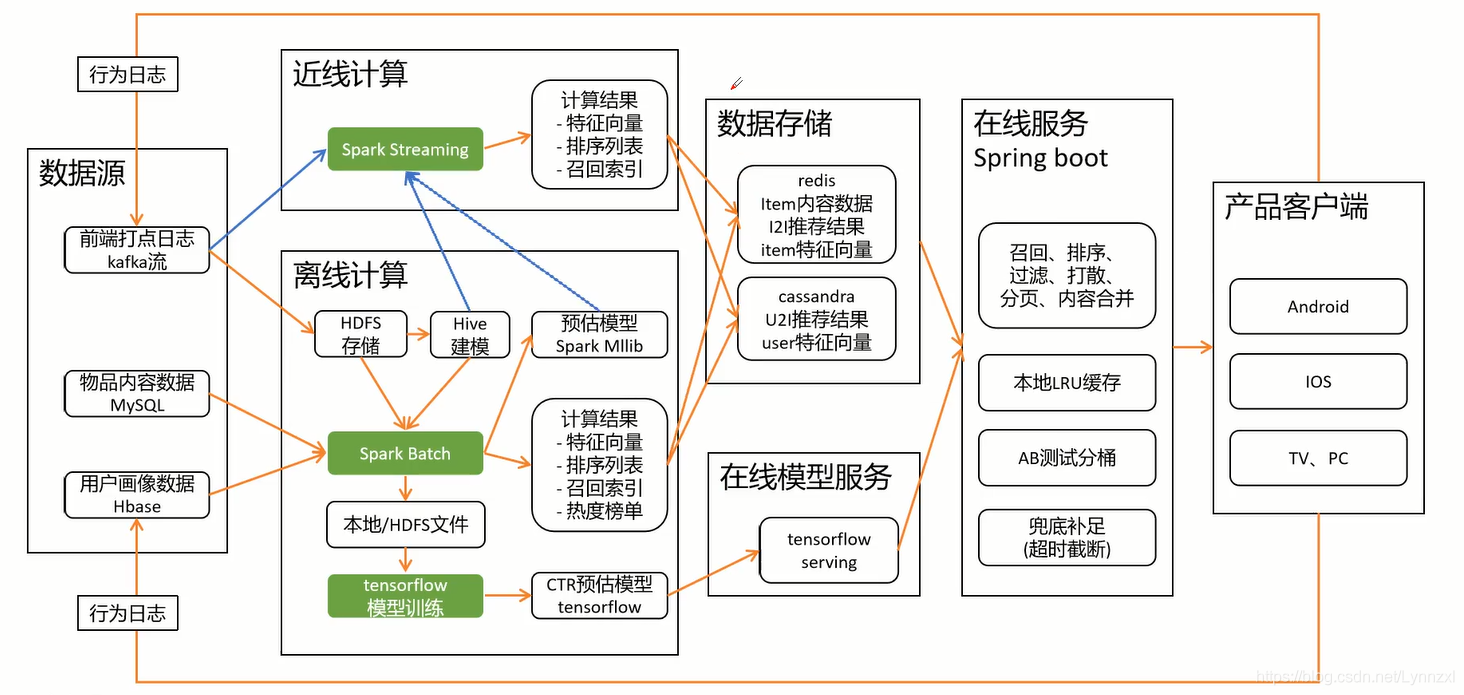 行为日志
数据源
前端打点日志
kafka流
物品内容数据
MySQL
用户画像数据
Hbase
行为日志
近线计算
Spark Streaming
计算结果
- 特征向量
- 排序列表
- 召回索引
离线计算
HDFS
存储
Hive
建模
预估模型
Spark Mllib
Spark Batch
计算结果
- 特征向量
- 排序列表
- 召回索引
- 热度榜单
本地/HDFS文件
tensorflow
模型训练
CTR预估模型
tensorflow
数据存储
redis
Item内容数据
I2I推荐结果
item特征向量
cassandra
U2I推荐结果
user特征向量
在线模型服务
tensorflow
serving
在线服务
Spring boot
召回、排序、
过滤、打散、
分页、内容合并
本地LRU缓存
AB测试分桶
兜底补足
(超时截断)
产品客户端
Android
IOS
TV、PC
https://blog.csdn.net/Lynnzxl